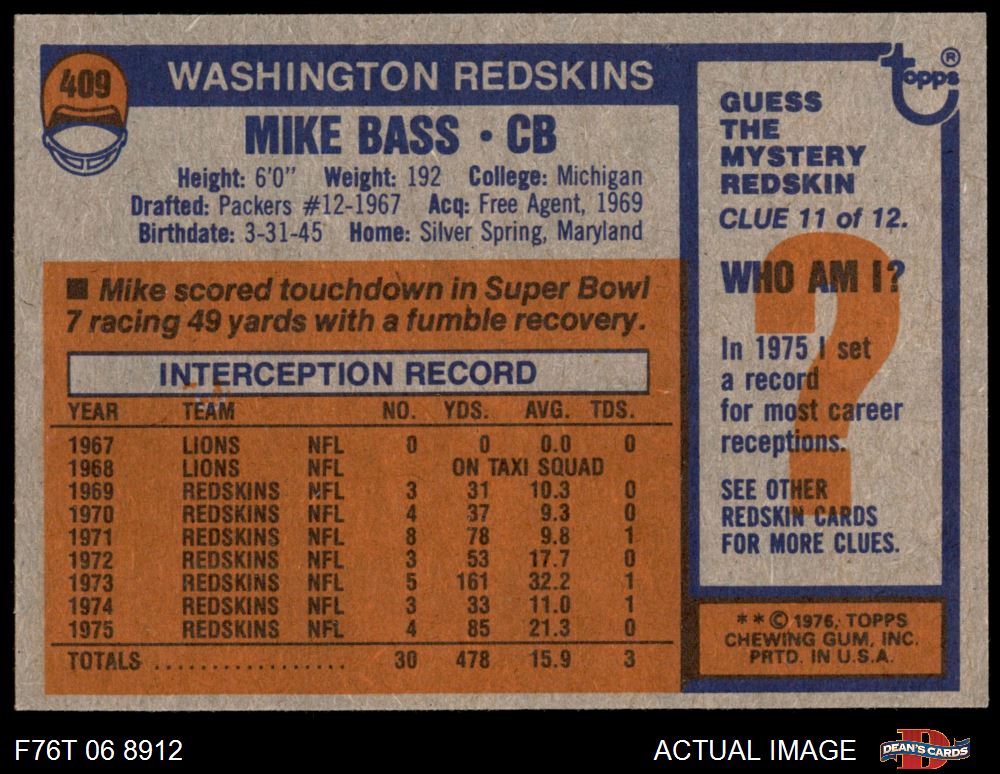 409
WASHINGTON REDSKINS
MIKE BASS • CB
Height: 6'0" Weight: 192 College: Michigan
Drafted: Packers #12-1967 Acq: Free Agent, 1969
Birthdate: 3-31-45 Home: Silver Spring, Maryland
■ Mike scored touchdown in Super Bowl
7 racing 49 yards with a fumble recovery.
INTERCEPTION RECORD
YEAR TEAM NO. YDS. AVG. TDS.
1967 LIONS NFL 0 0 0.0 0
1968 LIONS NFL ON TAXI SQUAD
1969 REDSKINS NFL 3 31 10.3 0
1970 REDSKINS NFL 4 37 9.3 0
1971 REDSKINS NFL 8 78 9.8 1
1972 REDSKINS NFL 3 53 17.7 0
1973 REDSKINS NFL 5 161 32.2 1
1974 REDSKINS NFL 3 33 11.0 1
1975 REDSKINS NFL 4 85 21.3 0
TOTALS .................. 30 478 15.9 3
topps®
GUESS
THE
MYSTERY
REDSKIN
CLUE 11 of 12.
WHO AM I?
?
In 1975 I set
a record
for most career
receptions.
SEE OTHER
REDSKIN CARDS
FOR MORE CLUES.
* * © 1976, TOPPS
CHEWING GUM, INC.
PRTD. IN U.S.A.
F76T 06 8912
ACTUAL IMAGE
D
DEAN'S CARDS